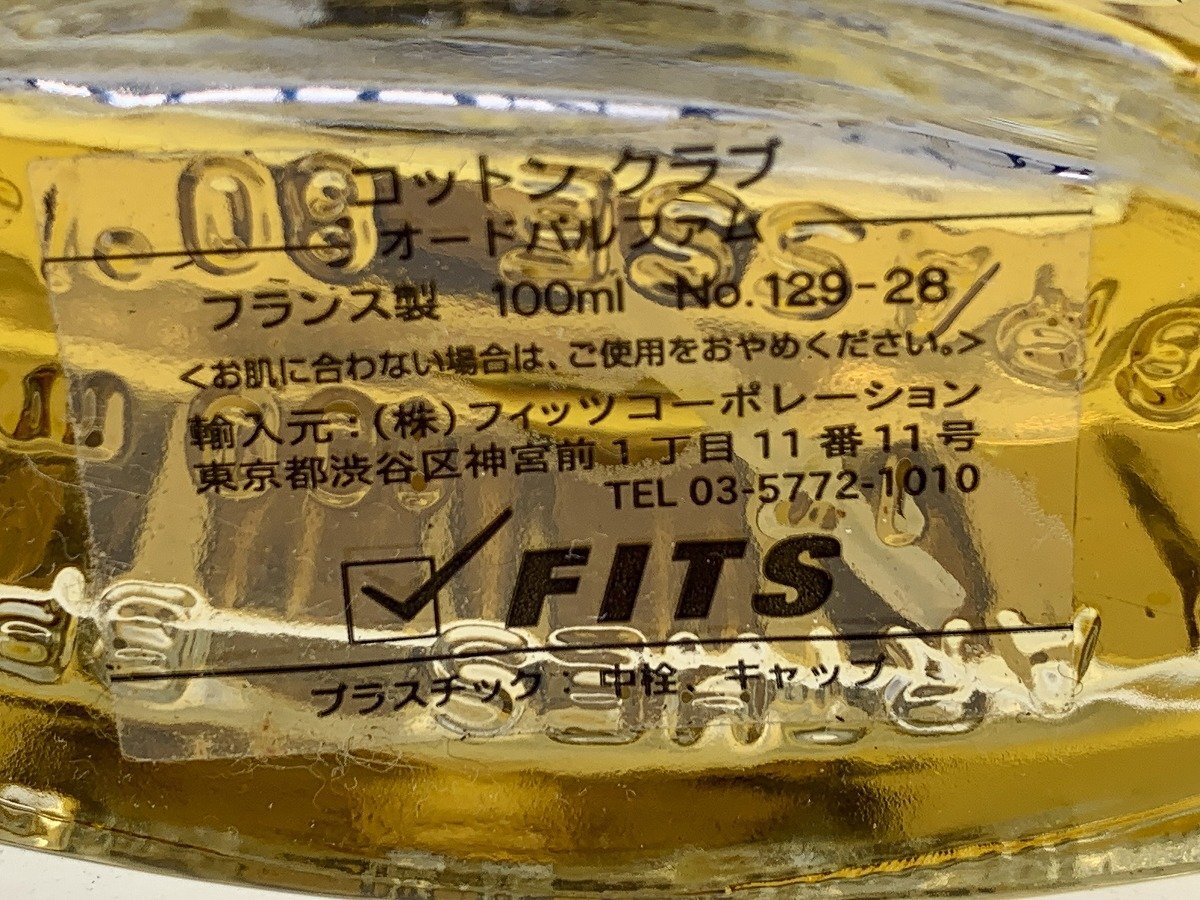 コットン クラブ
オードパルファム
フランス製 100ml No.129-28
<お肌に合わない場合は、ご使用をおやめください。>
輸入元:(株)フィッツコーポレーション
東京都渋谷区神宮前1丁目11番11号
TEL 03-5772-1010
FITS
プラスチック:中栓、キャップ